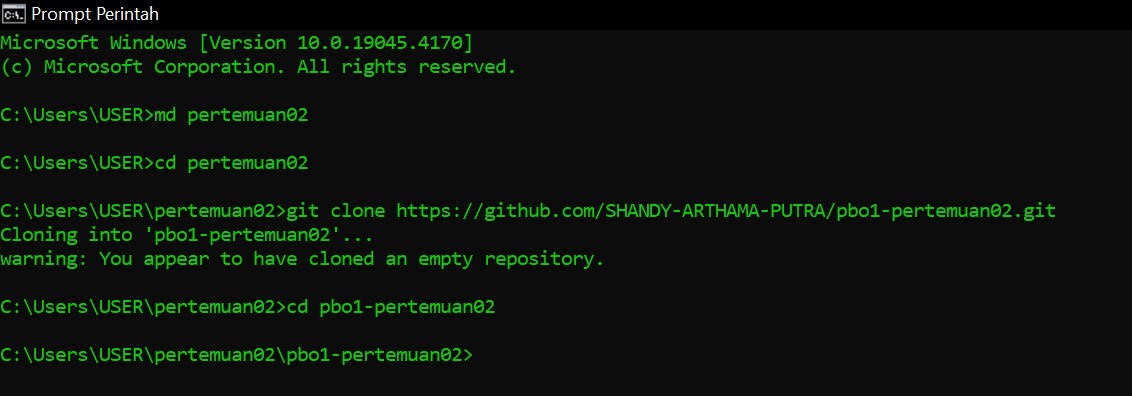 Prompt Perintah
Microsoft Windows [Version 10.0.19045.4170]
(c) Microsoft Corporation. All rights reserved.
C:\Users\USER>md pertemuan02
C:\Users\USER>cd pertemuan02
C:\Users\USER\pertemuan02>git clone https://github.com/SHANDY-ARTHAMA-PUTRA/pbo1-pertemuan02.git
Cloning into 'pbo1-pertemuan02'...
warning: You appear to have cloned an empty repository.
C:\Users\USER\pertemuan02>cd pbo1-pertemuan02
C:\Users\USER\pertemuan02\pbo1-pertemuan02>